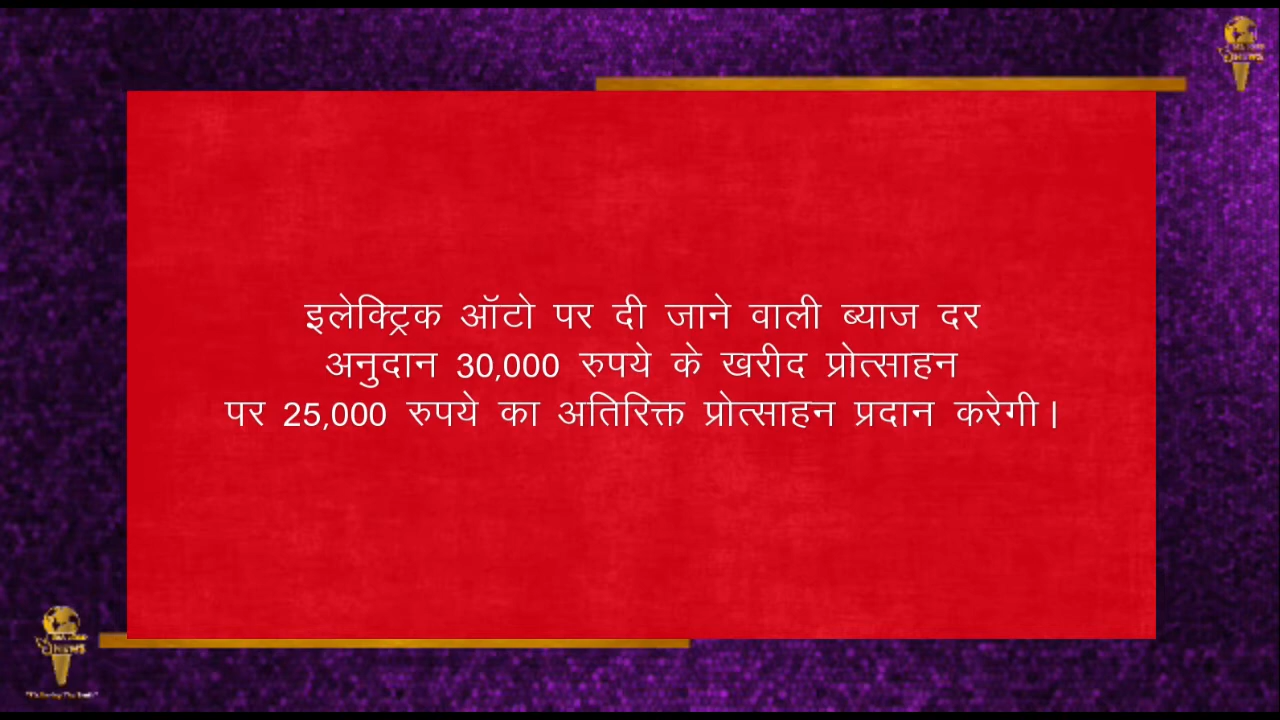 इलेक्ट्रिक ऑटो पर दी जाने वाली ब्याज दर
अनुदान 30,000 रुपये के खरीद प्रोत्साहन
पर 25,000 रुपये का अतिरिक्त प्रोत्साहन प्रदान करेगी।